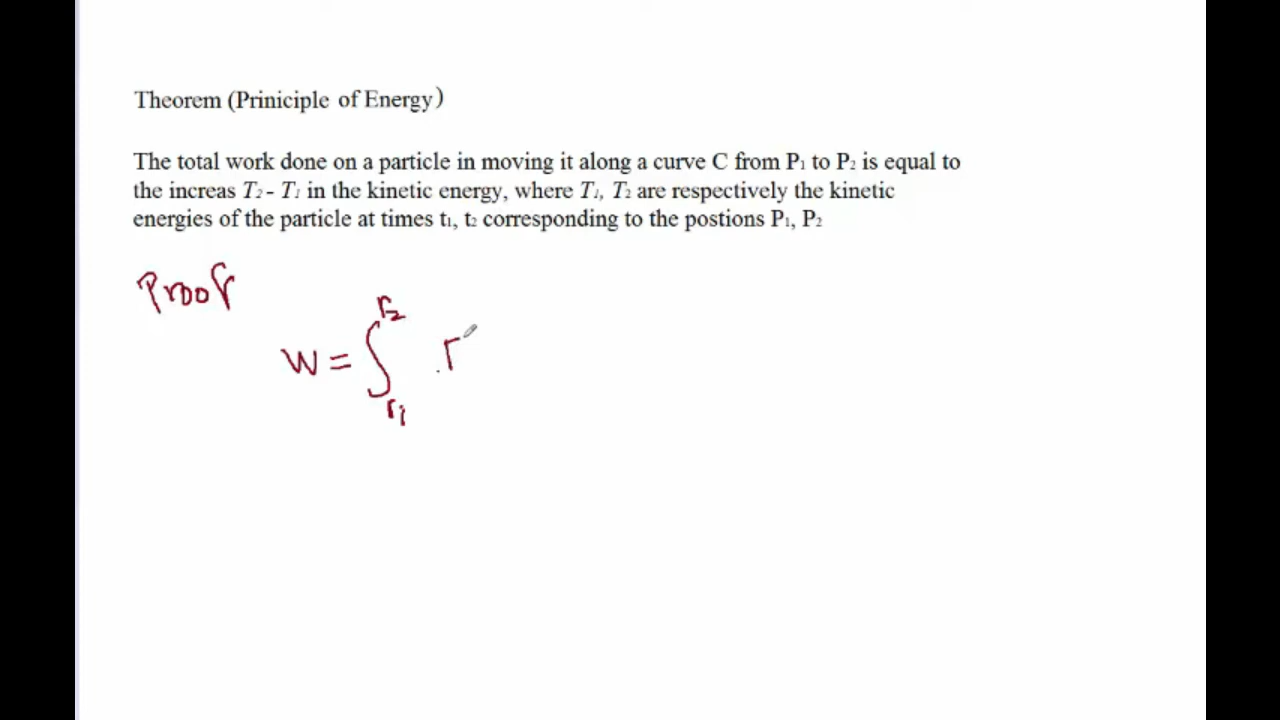 Theorem (Priniciple of Energy)
The total work done on a particle in moving it along a curve C from P₁ to P₂ is equal to
the increas T₂ - T₁ in the kinetic energy, where T₁, T₂ are respectively the kinetic
energies of the particle at times t₁, t₂ corresponding to the postions P₁, P₂
Proof
r₂
W = ∫
r₁